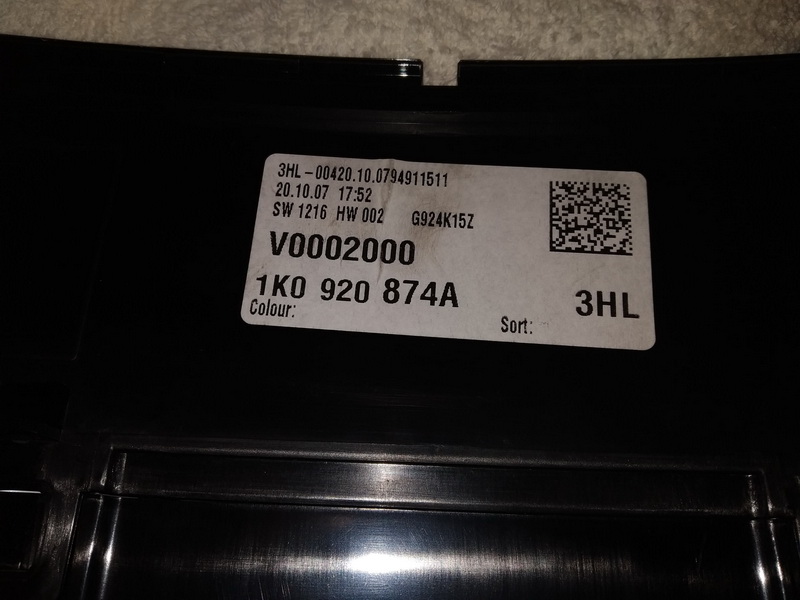 3HL-00420.10.0794911511
20.10.07 17:52
SW 1216 HW 002 G924K15Z
V0002000
1K0 920 874A 3HL
Colour: Sort: